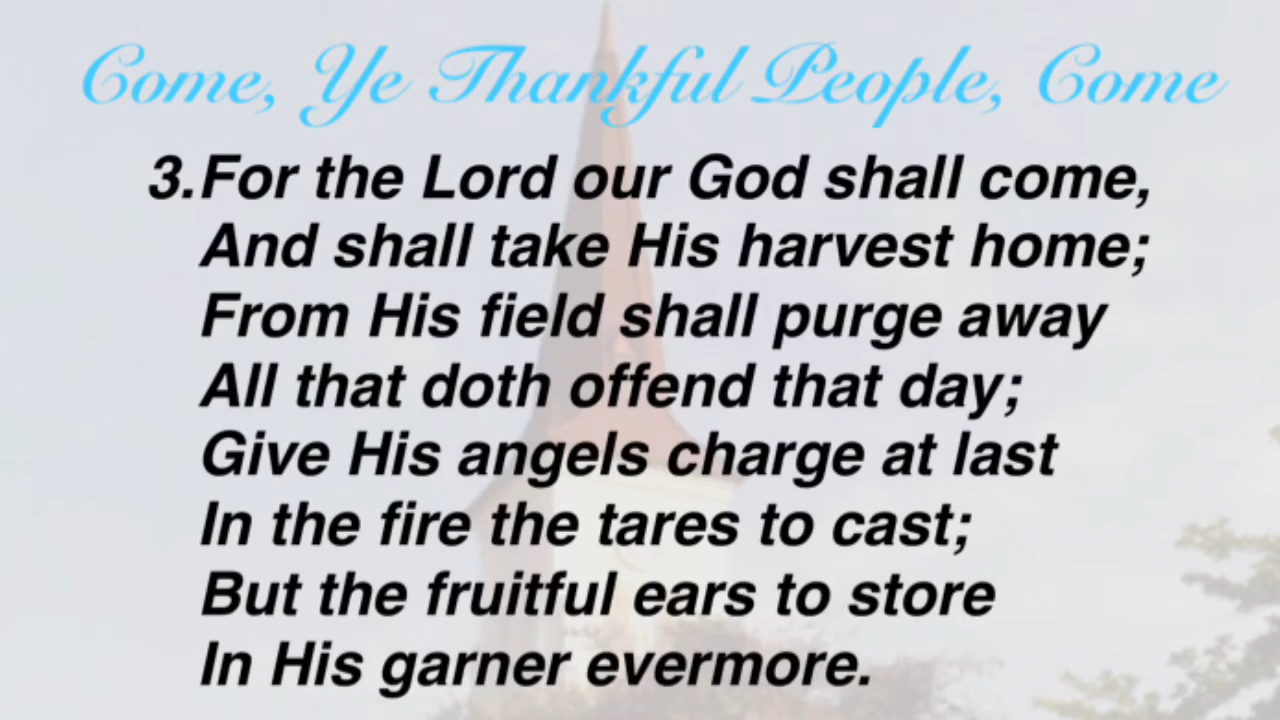 Come, Ye Thankful People, Come
3.For the Lord our God shall come,
And shall take His harvest home;
From His field shall purge away
All that doth offend that day;
Give His angels charge at last
In the fire the tares to cast;
But the fruitful ears to store
In His garner evermore.